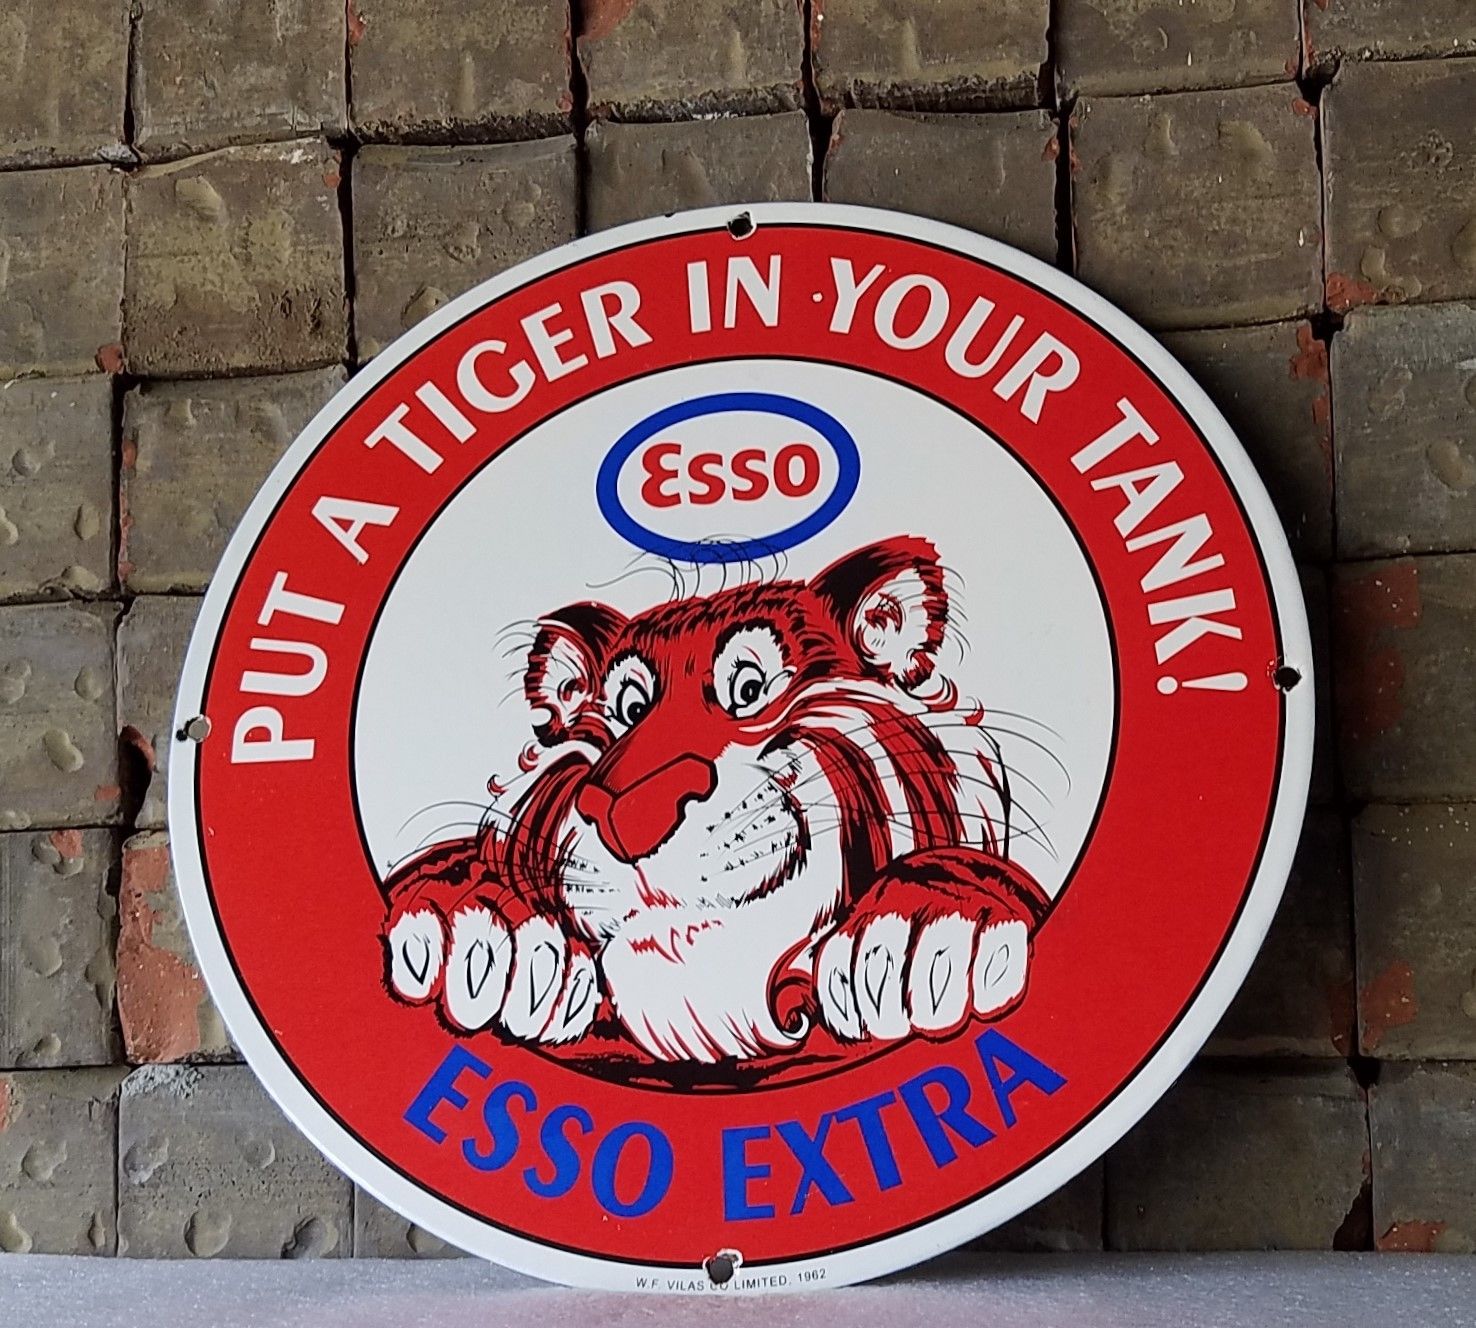 PUT A TIGER IN YOUR TANK!
Esso
ESSO EXTRA
W.F. VILAS CO LIMITED, 1962